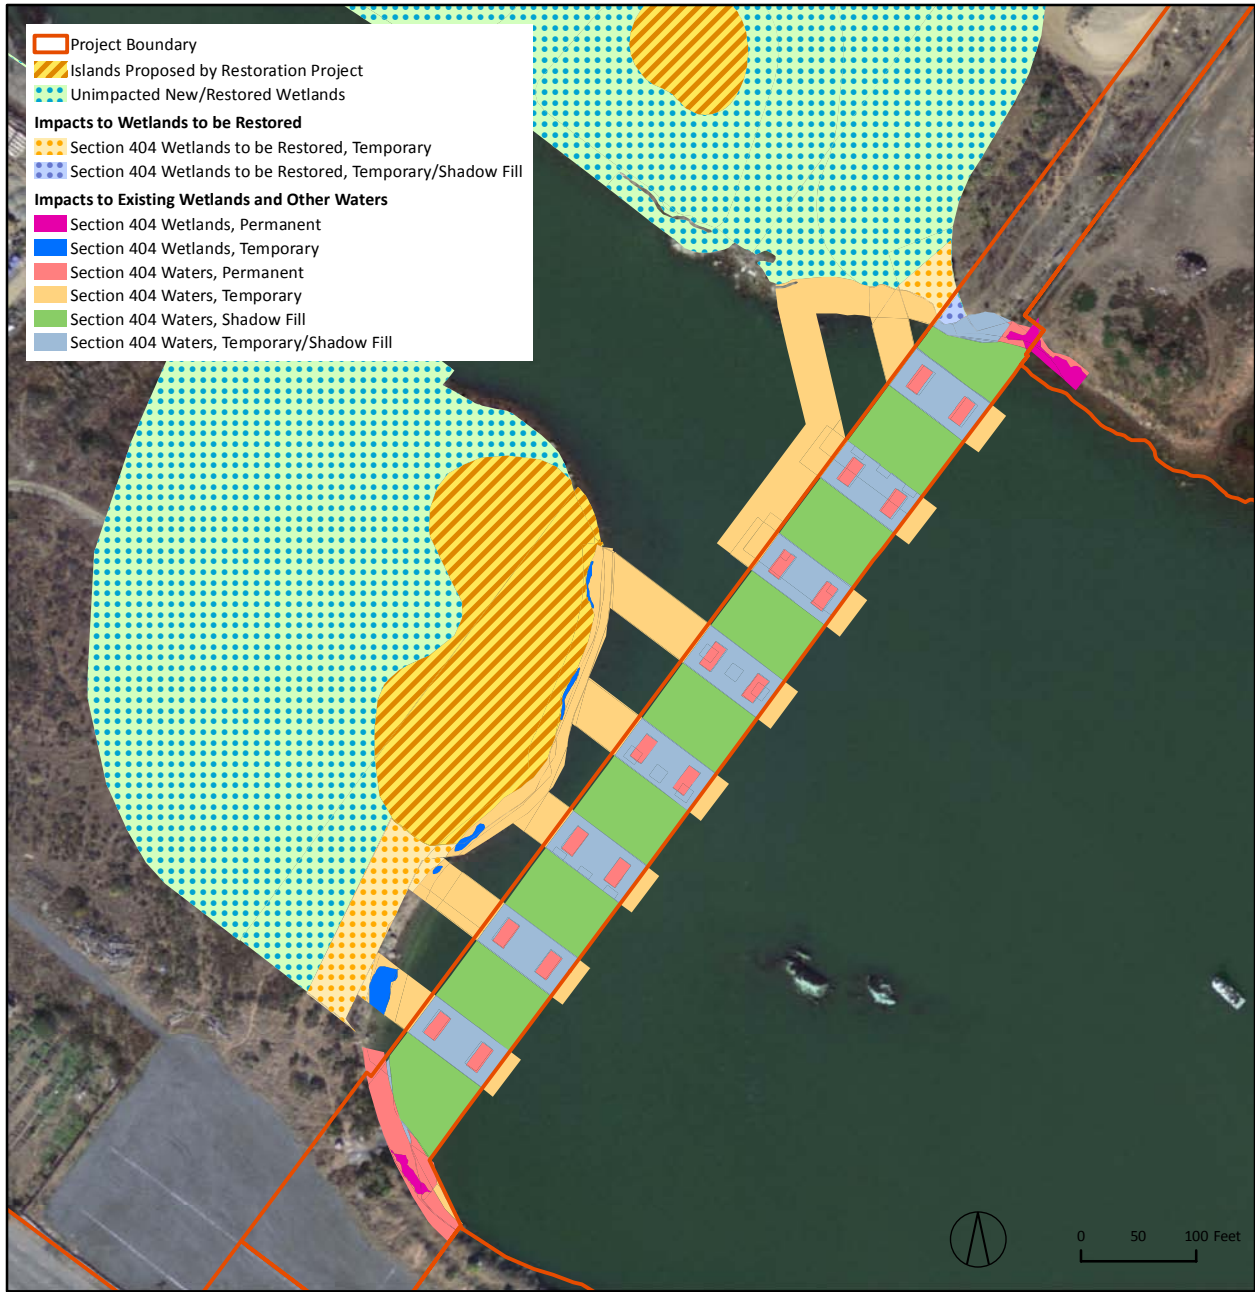 Project Boundary
Islands Proposed by Restoration Project
Unimpacted New/Restored Wetlands
Impacts to Wetlands to be Restored
Section 404 Wetlands to be Restored, Temporary
Section 404 Wetlands to be Restored, Temporary/Shadow Fill
Impacts to Existing Wetlands and Other Waters
Section 404 Wetlands, Permanent
Section 404 Wetlands, Temporary
Section 404 Waters, Permanent
Section 404 Waters, Temporary
Section 404 Waters, Shadow Fill
Section 404 Waters, Temporary/Shadow Fill
0 50 100 Feet